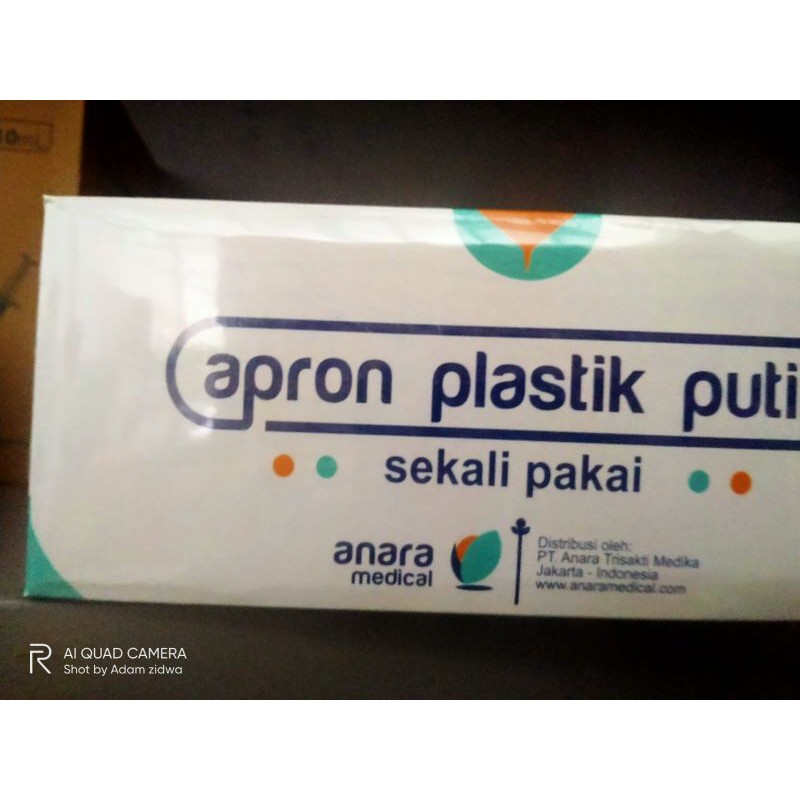 10mL
apron plastik puti
sekali pakai
anara
medical
Distribusi oleh:
PT. Anara Trisakti Medika
Jakarta - Indonesia
www.anaramedical.com
AI QUAD CAMERA
Shot by Adam zidwa